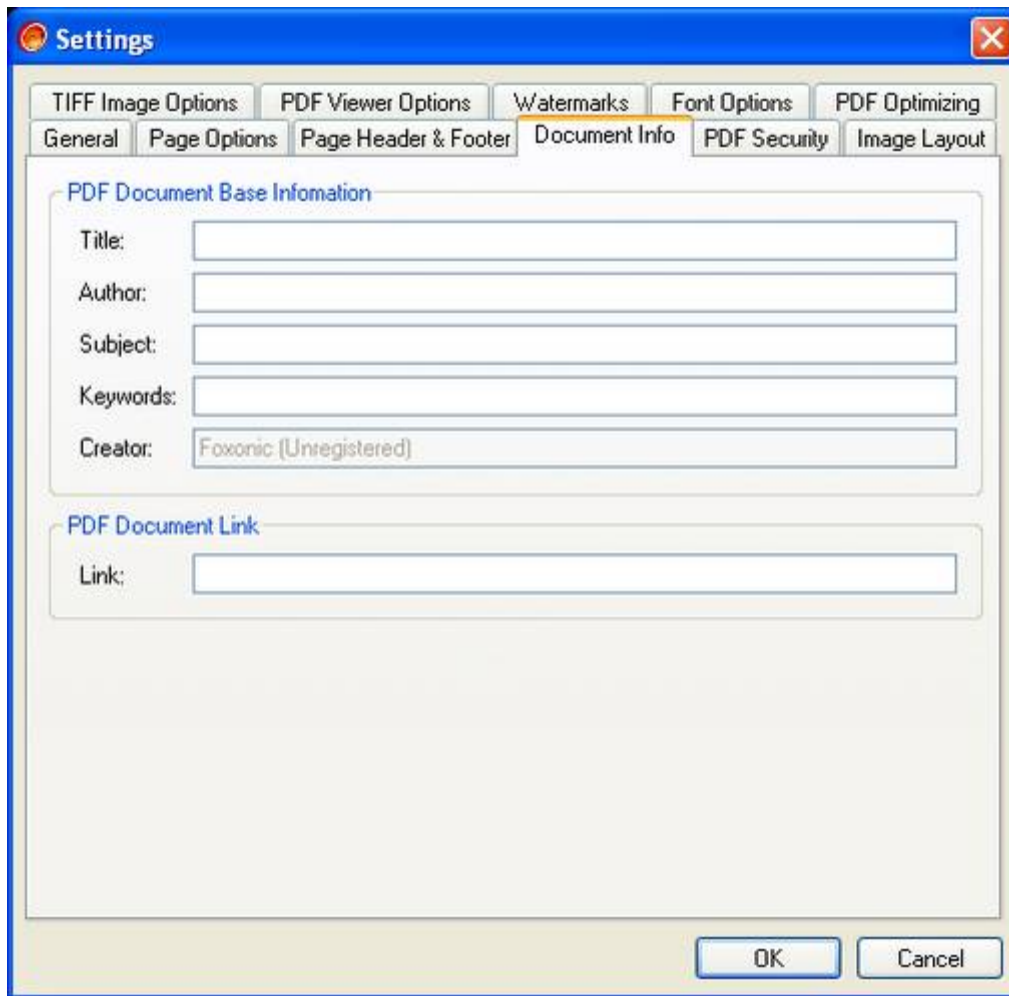 Settings
TIFF Image Options PDF Viewer Options Watermarks Font Options PDF Optimizing
General Page Options Page Header & Footer Document Info PDF Security Image Layout
PDF Document Base Infomation
Title:
Author:
Subject:
Keywords:
Creator: Foxonic (Unregistered)
PDF Document Link
Link:
OK Cancel